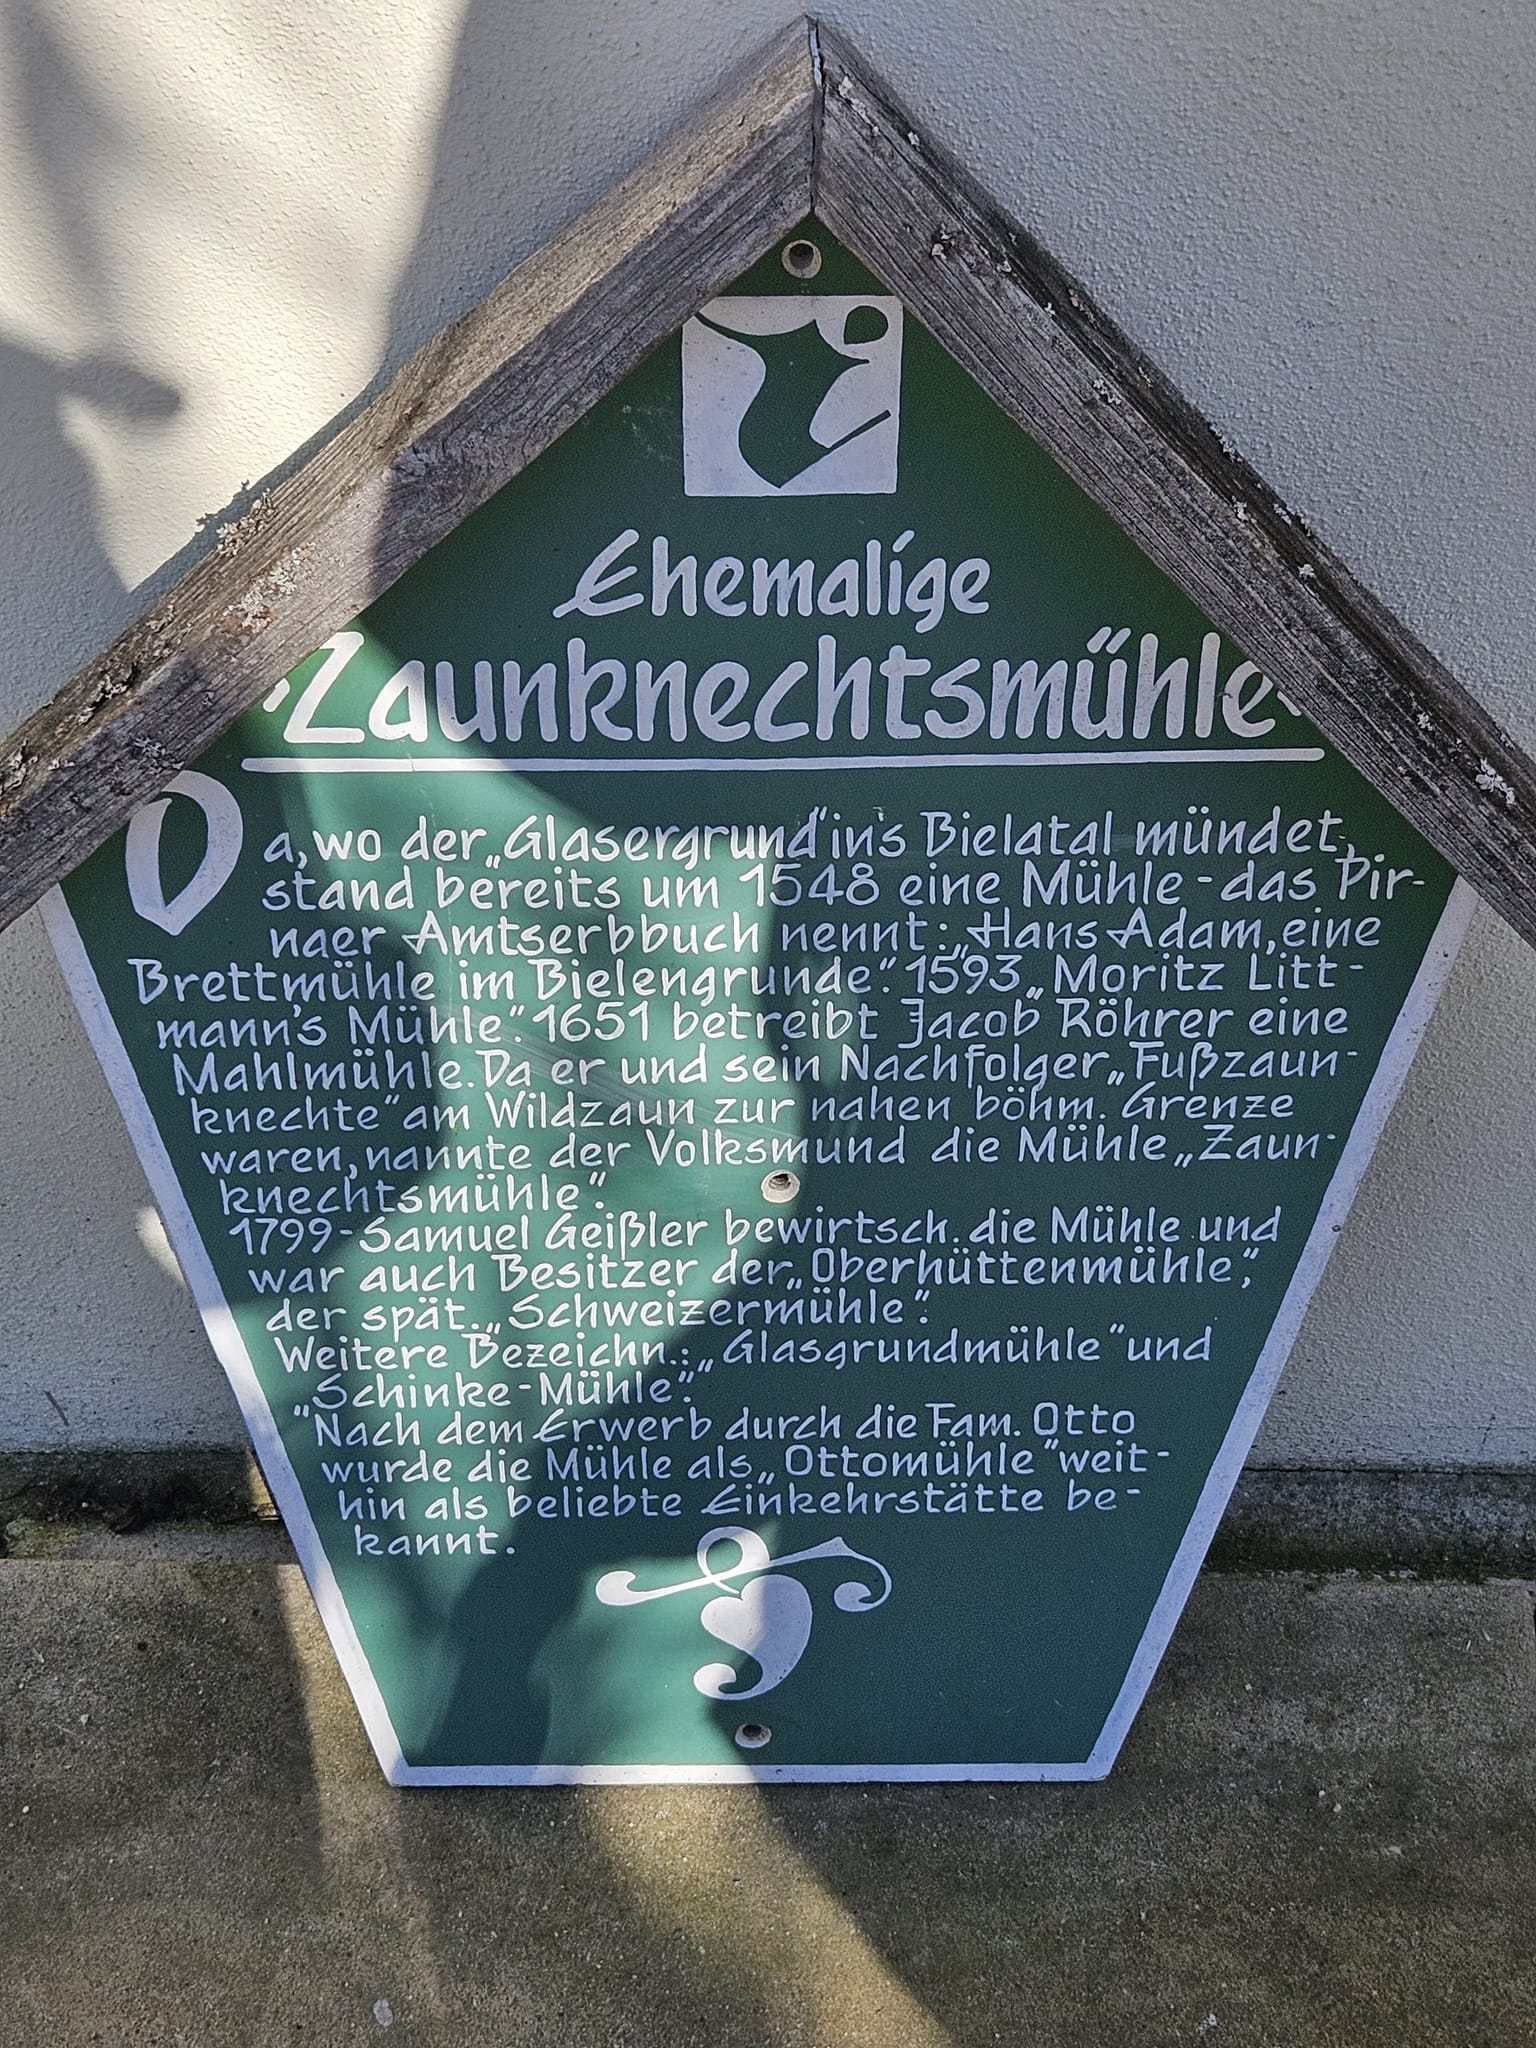 Ehemalige
Zaunknechtsmühle
Da, wo der „Glasergrund“ in's Bielatal mündet,
stand bereits um 1548 eine Mühle - das Pir-
naer Amtserbbuch nennt: „Hans Adam, eine
Brettmühle im Bielengrunde“. 1593 „Moritz Litt-
mann's Mühle“. 1651 betreibt Jacob Röhrer eine
Mahlmühle. Da er und sein Nachfolger „Fußzaun-
knechte“ am Wildzaun zur nahen böhm. Grenze
waren, nannte der Volksmund die Mühle „Zaun-
knechtsmühle“.
1799 - Samuel Geißler bewirtsch. die Mühle und
war auch Besitzer der „Oberhüttenmühle“,
der spät. „Schweizermühle“.
Weitere Bezeichn.: „Glasgrundmühle“ und
„Schinke-Mühle“.
Nach dem Erwerb durch die Fam. Otto
wurde die Mühle als „Ottomühle“ weit-
hin als beliebte Einkehrstätte be-
kannt.